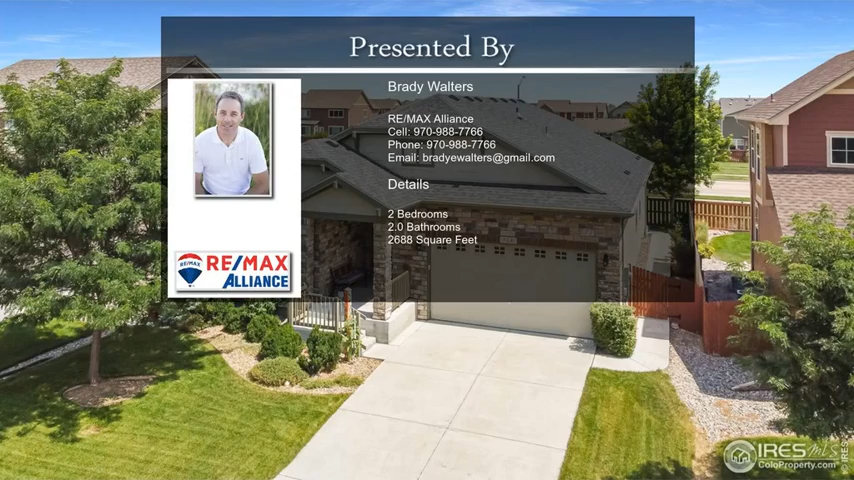 Presented By
Brady Walters
RE/MAX Alliance
Cell: 970-988-7766
Phone: 970-988-7766
Email: bradyewalters@gmail.com
Details
2 Bedrooms
2.0 Bathrooms
2688 Square Feet
RE/MAX
RE/MAX
ALLIANCE
IRESmls
ColoProperty.com
© IRES